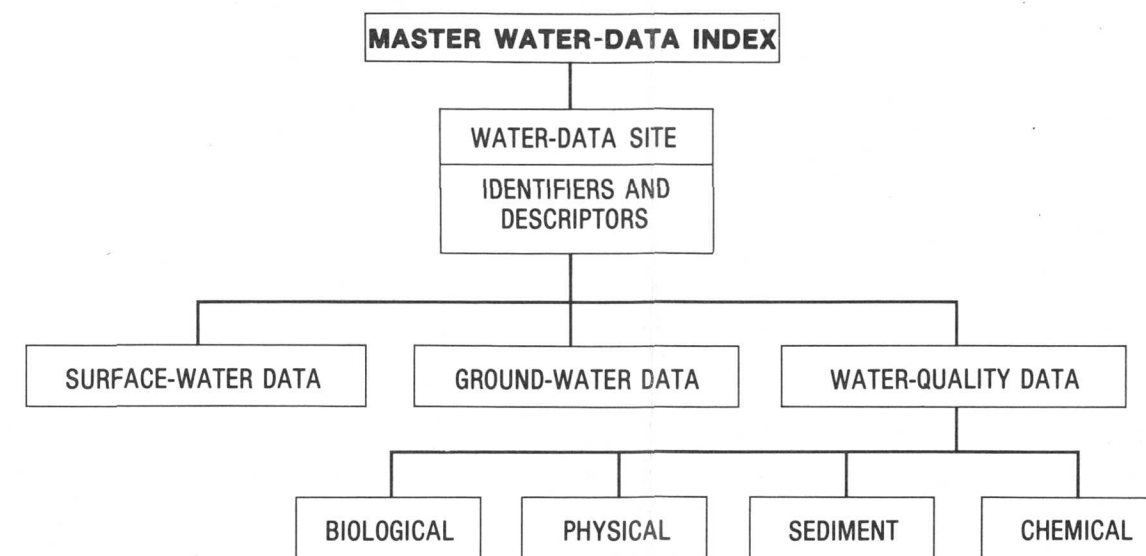 MASTER WATER-DATA INDEX
WATER-DATA SITE
IDENTIFIERS AND
DESCRIPTORS
SURFACE-WATER DATA
GROUND-WATER DATA
WATER-QUALITY DATA
BIOLOGICAL
PHYSICAL
SEDIMENT
CHEMICAL